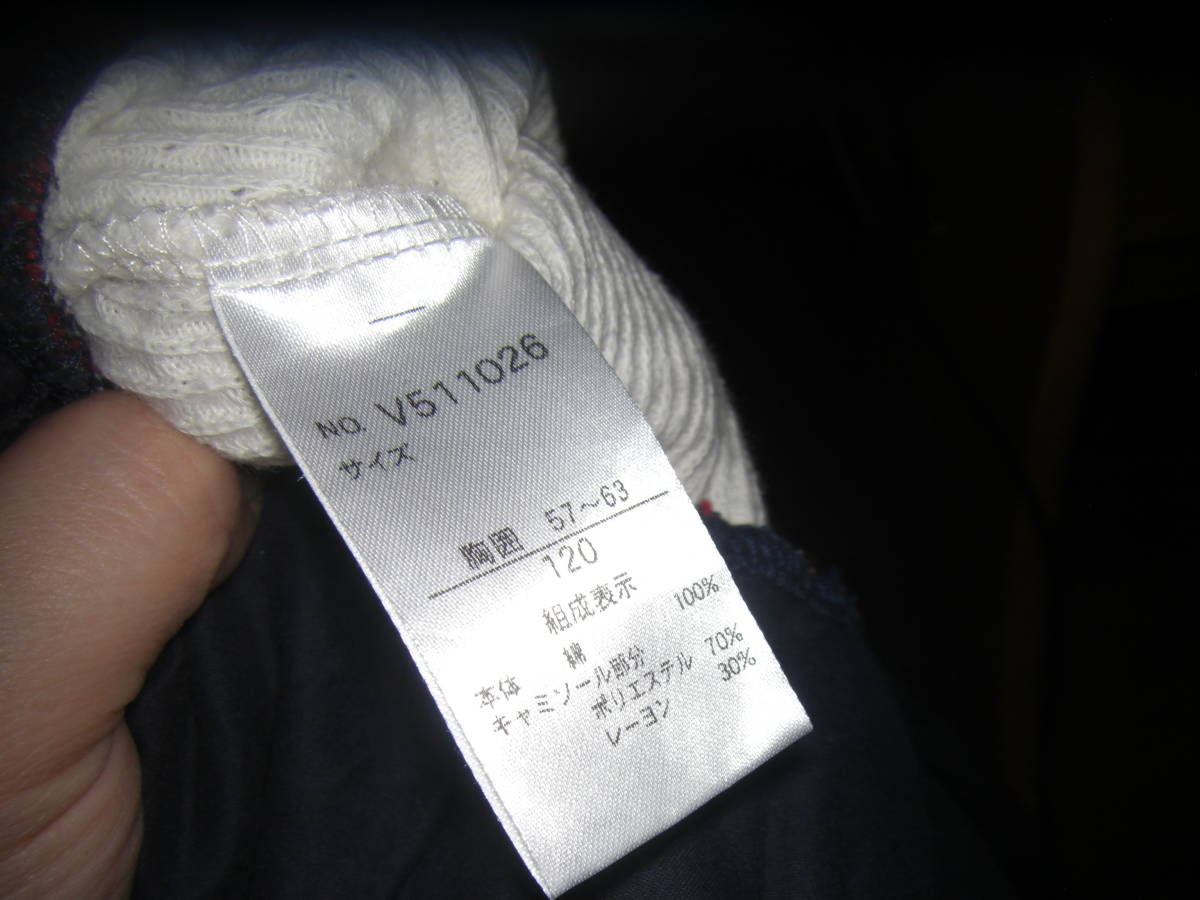 NO. V511026
サイズ
胸囲 57～63
120
組成表示
本体 綿 100%
キャミソール部分
ポリエステル 70%
レーヨン 30%